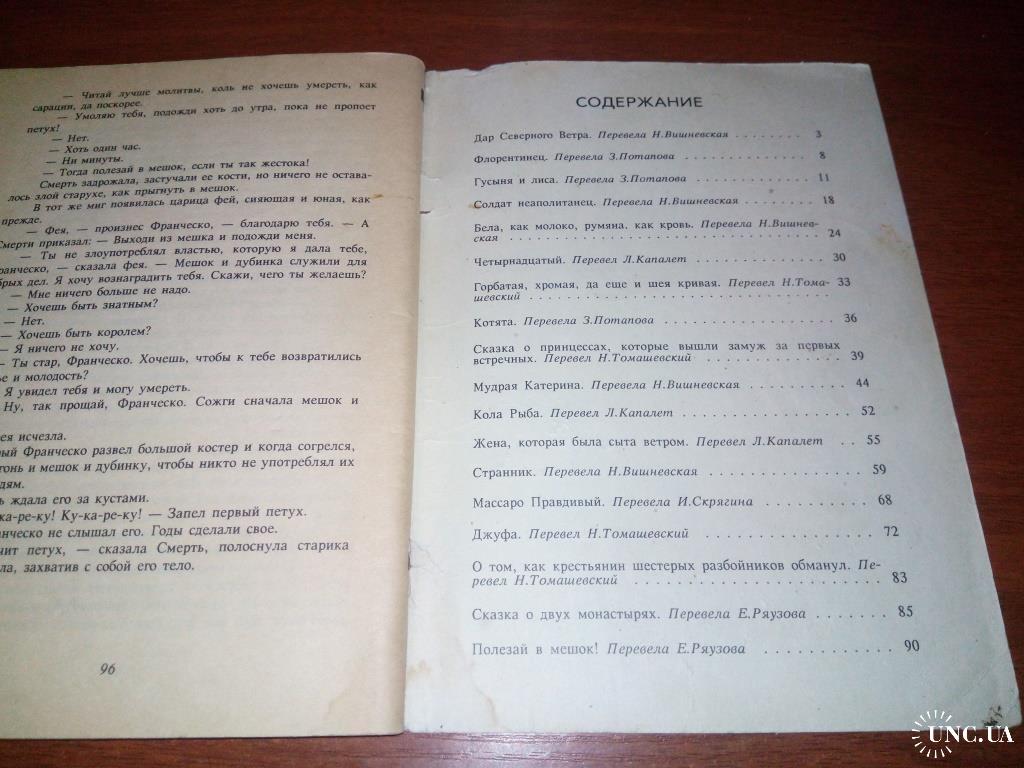 — Читай лучше молитвы, коль не хочешь умереть, как
сарацин, да поскорее.
— Умоляю тебя, подожди хоть до утра, пока не пропоет
петух!
— Нет.
— Хоть один час.
— Ни минуты.
— Тогда полезай в мешок, если ты так жестока!
Смерть задрожала, застучали ее кости, но ничего не остава-
лось злой старухе, как прыгнуть в мешок.
В тот же миг появилась царица фей, сияющая и юная, как
прежде.
— Фея, — произнес Франческо, — благодарю тебя. — А
Смерти приказал: — Выходи из мешка и подожди меня.
— Ты не злоупотреблял властью, которую я дала тебе,
ранческо, — сказала фея. — Мешок и дубинка служили для
брых дел. Я хочу вознаградить тебя. Скажи, чего ты желаешь?
— Мне ничего больше не надо.
— Хочешь быть знатным?
— Нет.
— Хочешь быть королем?
— Я ничего не хочу.
— Ты стар, Франческо. Хочешь, чтобы к тебе возвратились
ье и молодость?
Я увидел тебя и могу умереть.
Ну, так прощай, Франческо. Сожги сначала мешок и
ея исчезла.
рый Франческо развел большой костер и когда согрелся,
огонь и мешок и дубинку, чтобы никто не употреблял их
дям.
ь ждала его за кустами.
ка-ре-ку! Ку-ка-ре-ку! — Запел первый петух.
нческо не слышал его. Годы сделали свое.
чит петух, — сказала Смерть, полоснула старика
ла, захватив с собой его тело.
96
СОДЕРЖАНИЕ
Дар Северного Ветра. Перевела Н.Вишневская . . . . . . . . . 3
Флорентинец. Перевела З.Потапова . . . . . . . . . . . . . 8
Гусыня и лиса. Перевела З.Потапова . . . . . . . . . . . . 11
Солдат неаполитанец. Перевела Н.Вишневская . . . . . . . . 18
Бела, как молоко, румяна, как кровь. Перевела Н.Вишнев-
ская . . . . . . . . . . . . . . . . . . . . . . . . . . . 24
Четырнадцатый. Перевел Л.Капалет . . . . . . . . . . . . . 30
Горбатая, хромая, да еще и шея кривая. Перевел Н.Тома- 33
шевский . . . . . . . . . . . . . . . . . . . . . . . . . .
Котята. Перевела З.Потапова . . . . . . . . . . . . . . . 36
Сказка о принцессах, которые вышли замуж за первых
встречных. Перевел Н.Томашевский . . . . . . . . . . . 39
Мудрая Катерина. Перевела Н.Вишневская . . . . . . . . . . 44
Кола Рыба. Перевел Л.Капалет . . . . . . . . . . . . . . 52
Жена, которая была сыта ветром. Перевел Л.Капалет . . 55
Странник. Перевела Н.Вишневская . . . . . . . . . . . . . 59
Массаро Правдивый. Перевела И.Скрягина . . . . . . . . . 68
Джуфа. Перевел Н.Томашевский . . . . . . . . . . . . . . 72
О том, как крестьянин шестерых разбойников обманул. Пе-
ревел Н.Томашевский . . . . . . . . . . . . . . . . . . . 83
Сказка о двух монастырях. Перевела Е.Ряузова . . . . . . . 85
Полезай в мешок! Перевела Е.Ряузова . . . . . . . . . . . 90
UNC.UA